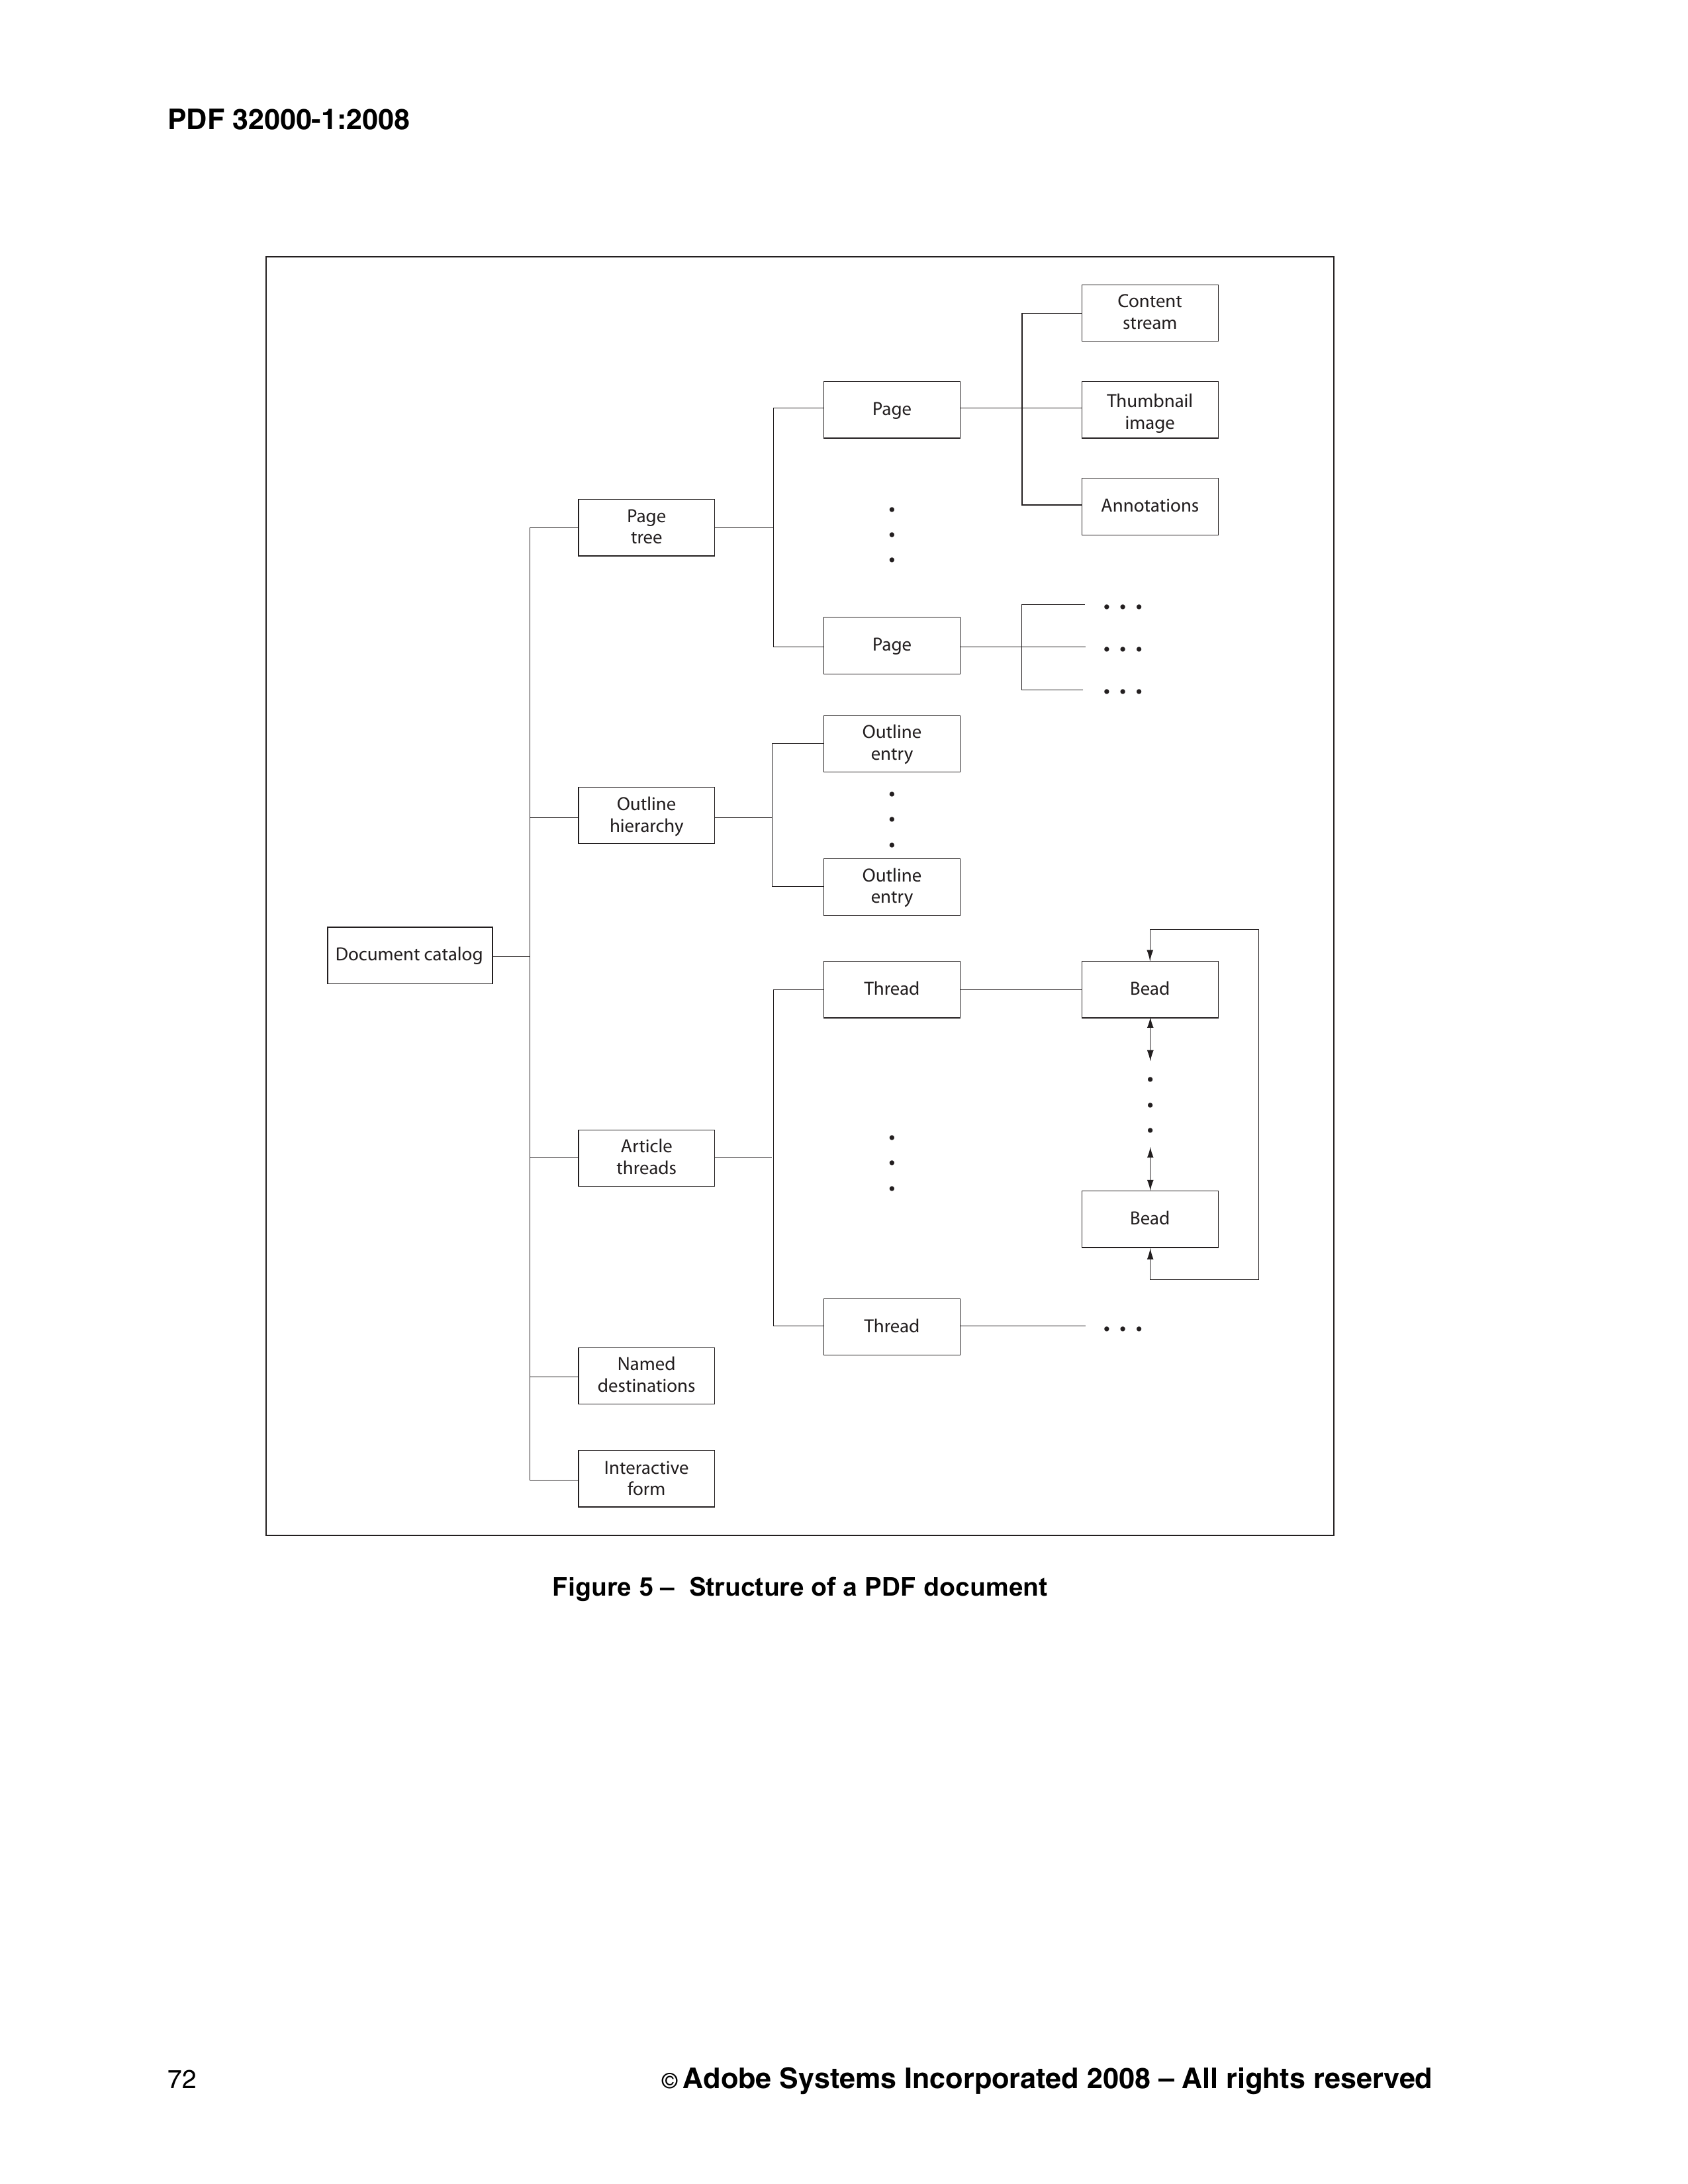 PDF 32000-1:2008
Content
stream
Page
Thumbnail
image
Annotations
Page
tree
Page
Outline
entry
Outline
hierarchy
Outline
entry
Document catalog
Thread
Bead
Article
threads
Bead
Thread
Named
destinations
Interactive
form
Figure 5 – Structure of a PDF document
72
© Adobe Systems Incorporated 2008 – All rights reserved